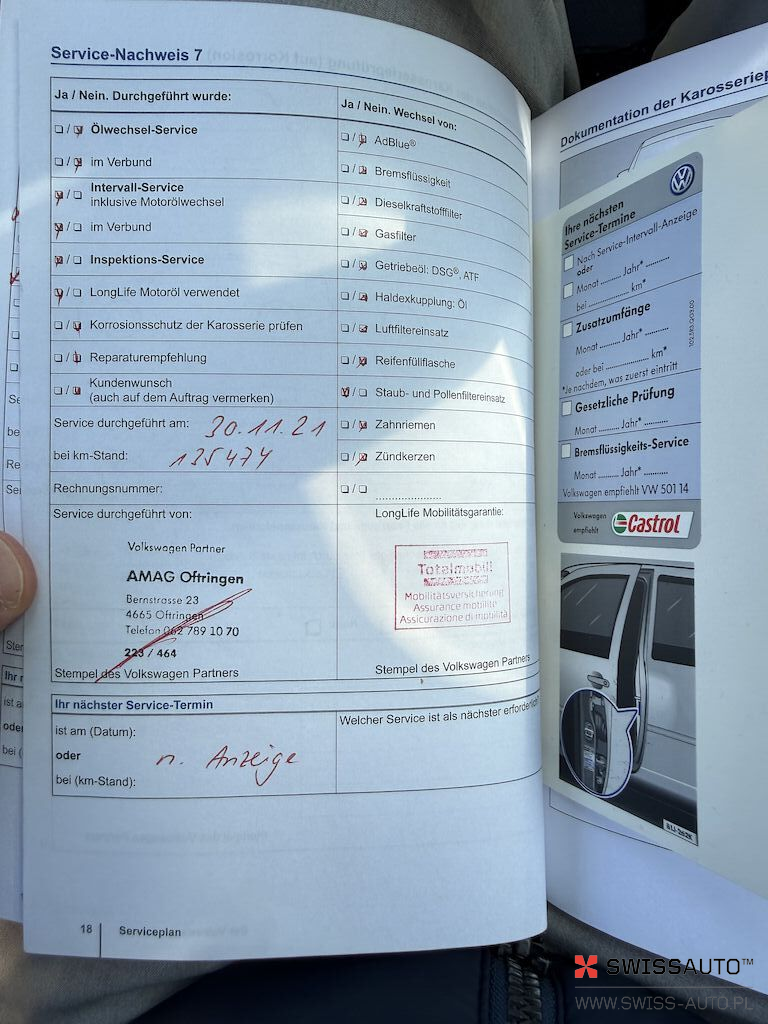 Service-Nachweis 7
Ja / Nein. Durchgeführt wurde:
Ölwechsel-Service
im Verbund
Intervall-Service
inklusive Motorölwechsel
im Verbund
Inspektions-Service
LongLife Motoröl verwendet
Korrosionsschutz der Karosserie prüfen
Reparaturempfehlung
Kundenwunsch
(auch auf dem Auftrag vermerken)
Service durchgeführt am: 30.11.21
bei km-Stand: 135474
Rechnungsnummer:
Service durchgeführt von:
Volkswagen Partner
AMAG Oftringen
Bernstrasse 23
4665 Oftringen
Telefon 062 789 10 70
223 / 464
Stempel des Volkswagen Partners
Ja / Nein. Wechsel von:
AdBlue®
Bremsflüssigkeit
Dieselkraftstofffilter
Gasfilter
Getriebeöl: DSG®, ATF
Haldexkupplung: Öl
Luftfiltereinsatz
Reifenfüllflasche
Staub- und Pollenfiltereinsatz
Zahnriemen
Zündkerzen
.....................
LongLife Mobilitätsgarantie:
Totalmobil!
Mobilitätsversicherung
Assurance mobilité
Assicurazione di mobilità
Stempel des Volkswagen Partners
Ihr nächster Service-Termin
ist am (Datum):
oder
n. Anzeige
bei (km-Stand):
Welcher Service ist als nächster erforderlich?
18 Serviceplan
Dokumentation der Karosserie
Ihre nächsten
Service-Termine
Nach Service-Intervall-Anzeige
oder
Monat ........ Jahr* ..........
bei .................. km*
Zusatzumfänge
Monat ........ Jahr* ..........
oder bei .............. km*
*Je nachdem, was zuerst eintritt
Gesetzliche Prüfung
Monat ........ Jahr* ..........
Bremsflüssigkeits-Service
Monat ........ Jahr* ..........
Volkswagen empfiehlt VW 501 14
Volkswagen
empfiehlt
Castrol
SWISSAUTO™
WWW.SWISS-AUTO.PL